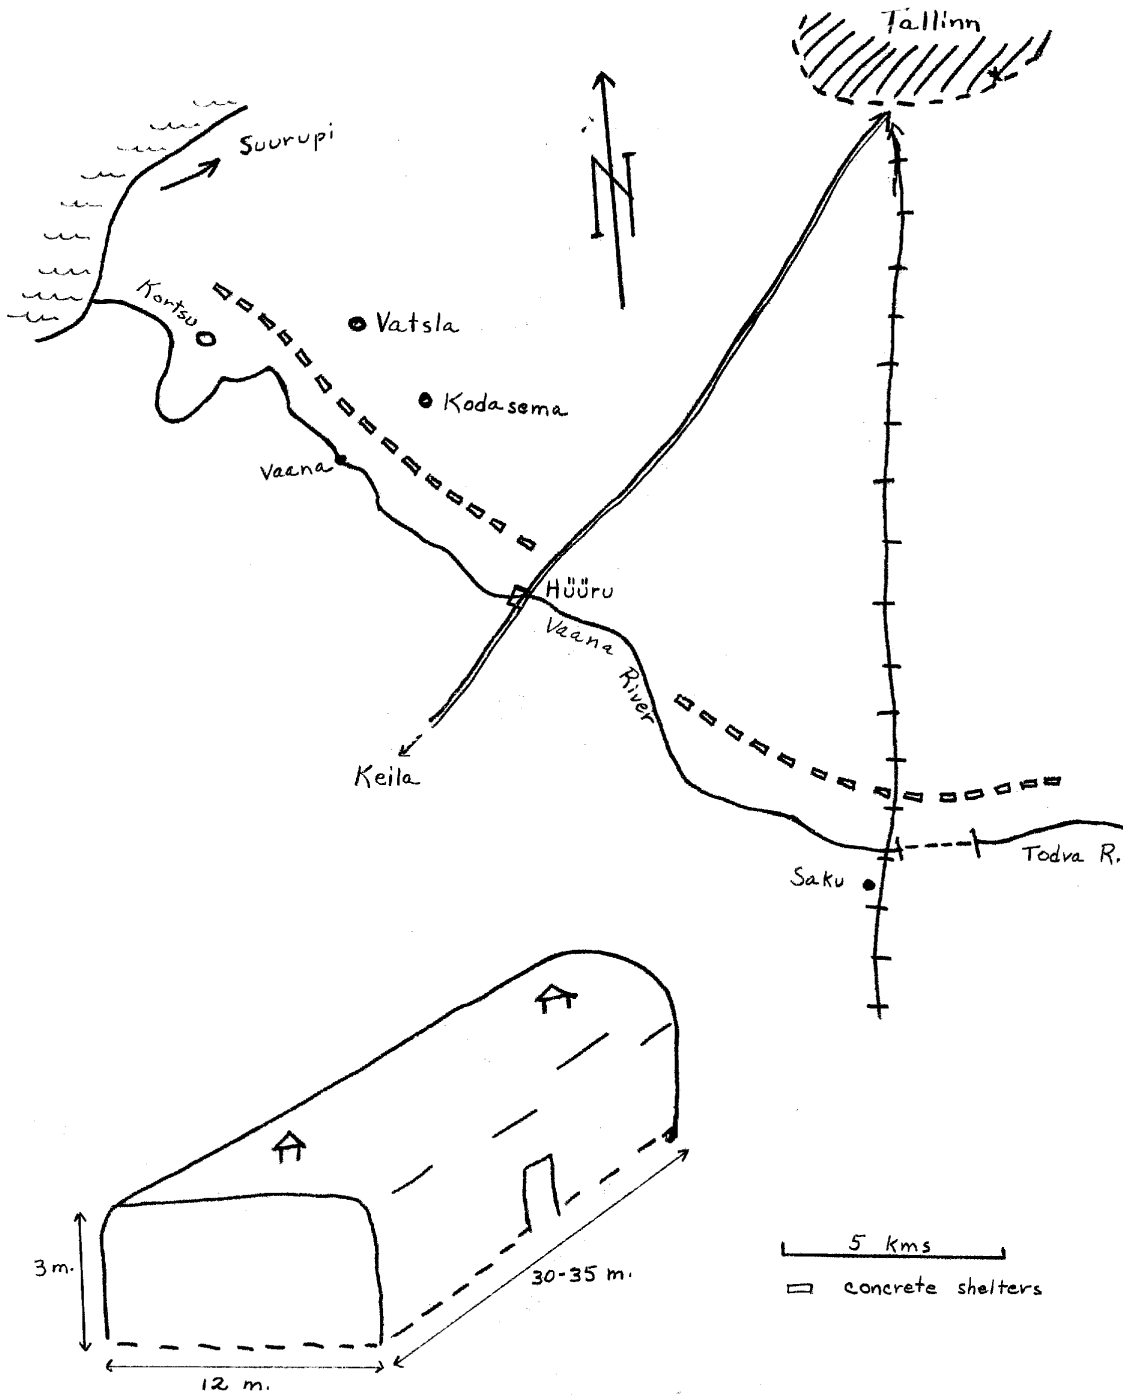 Tallinn
Suurupi
N
Kortsu
Vatsla
Kodasema
Vaana
Hüüru
Vaana
River
Keila
Todva R.
Saku
3 m.
30-35 m.
12 m.
5 kms
concrete shelters